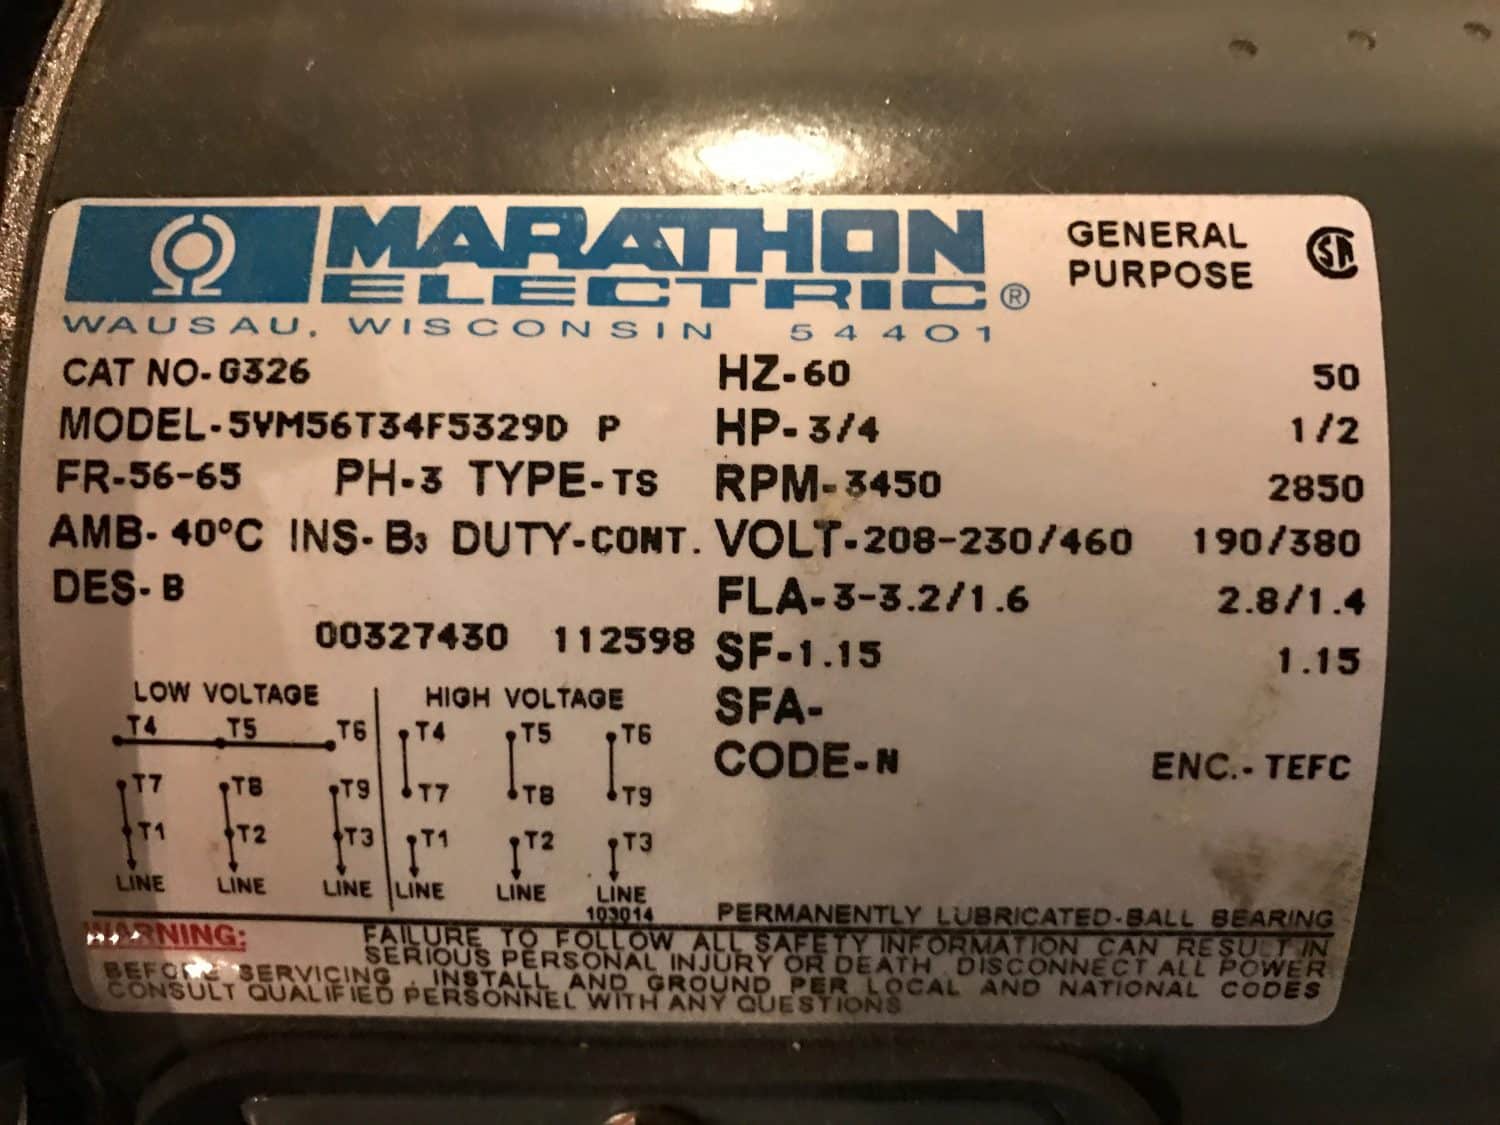 MARATHON
ELECTRIC®
WAUSAU, WISCONSIN 54401
GENERAL
PURPOSE
CAT NO-G326
MODEL-5VM56T34F5329D P
FR-56-65 PH-3 TYPE-TS
AMB-40°C INS-B3 DUTY-CONT.
DES-B
00327430 112598
HZ-60 50
HP-3/4 1/2
RPM-3450 2850
VOLT-208-230/460 190/380
FLA-3-3.2/1.6 2.8/1.4
SF-1.15 1.15
SFA-
CODE-N ENC.-TEFC
LOW VOLTAGE
T4 T5 T6
T7 T8 T9
T1 T2 T3
LINE LINE LINE
HIGH VOLTAGE
T4 T5 T6
T7 T8 T9
T1 T2 T3
LINE LINE LINE
103014
PERMANENTLY LUBRICATED-BALL BEARING
WARNING: FAILURE TO FOLLOW ALL SAFETY INFORMATION CAN RESULT IN
SERIOUS PERSONAL INJURY OR DEATH. DISCONNECT ALL POWER
BEFORE SERVICING, INSTALL AND GROUND PER LOCAL AND NATIONAL CODES
CONSULT QUALIFIED PERSONNEL WITH ANY QUESTIONS